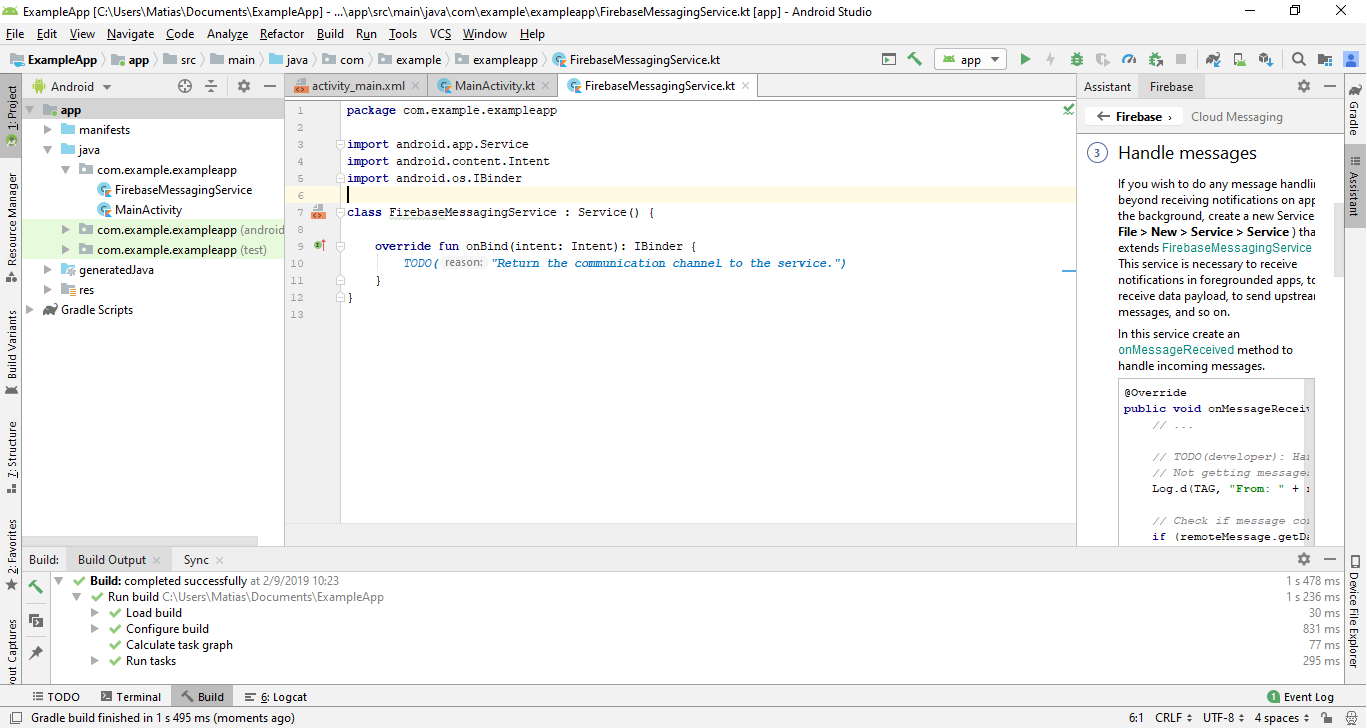 ExampleApp [C:\Users\Matias\Documents\ExampleApp] - ...\app\src\main\java\com\example\exampleapp\FirebaseMessagingService.kt [app] - Android Studio
File Edit View Navigate Code Analyze Refactor Build Run Tools VCS Window Help
ExampleApp app src main java com example exampleapp FirebaseMessagingService.kt
app
1: Project
Resource Manager
Build Variants
7: Structure
2: Favorites
Android
app
manifests
java
com.example.exampleapp
FirebaseMessagingService
MainActivity
com.example.exampleapp (android
com.example.exampleapp (test)
generatedJava
res
Gradle Scripts
activity_main.xml MainActivity.kt FirebaseMessagingService.kt
1 package com.example.exampleapp
2
3 import android.app.Service
4 import android.content.Intent
5 import android.os.IBinder
6
7 class FirebaseMessagingService : Service() {
8
9 override fun onBind(intent: Intent): IBinder {
10 TODO( reason: "Return the communication channel to the service.")
11 }
12 }
13
Assistant Firebase
Firebase › Cloud Messaging
3 Handle messages
If you wish to do any message handlin
beyond receiving notifications on app
the background, create a new Service
File > New > Service > Service ) tha
extends FirebaseMessagingService
This service is necessary to receive
notifications in foregrounded apps, to
receive data payload, to send upstrear
messages, and so on.
In this service create an
onMessageReceived method to
handle incoming messages.
@Override
public void onMessageReceiv
// ...
// TODO(developer): Han
// Not getting messages
Log.d(TAG, "From: " + r
// Check if message con
if (remoteMessage.getDa
Gradle
Assistant
Device File Explorer
Build: Build Output Sync
Build: completed successfully at 2/9/2019 10:23 1 s 478 ms
Run build C:\Users\Matias\Documents\ExampleApp 1 s 236 ms
Load build 30 ms
Configure build 831 ms
Calculate task graph 77 ms
Run tasks 295 ms
out Captures
TODO Terminal Build 6: Logcat 1 Event Log
Gradle build finished in 1 s 495 ms (moments ago) 6:1 CRLF UTF-8 4 spaces